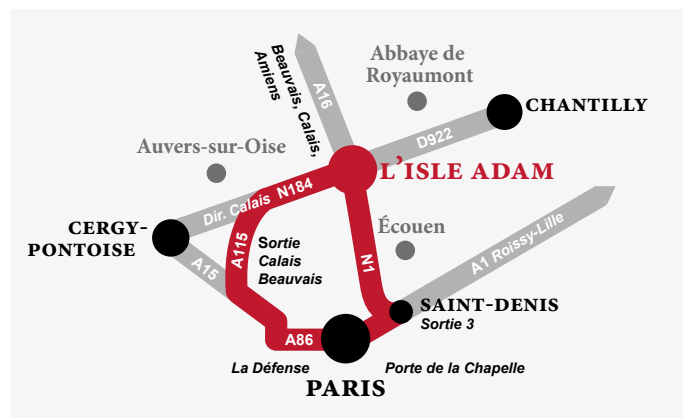 Beauvais, Calais,
Amiens
A16
Abbaye de
Royaumont
CHANTILLY
D922
Auvers-sur-Oise
L'ISLE ADAM
Dir. Calais N184
CERGY-
PONTOISE
A15
A115
Sortie
Calais
Beauvais
N1
Écouen
A1 Roissy-Lille
SAINT-DENIS
Sortie 3
A86
La Défense
Porte de la Chapelle
PARIS